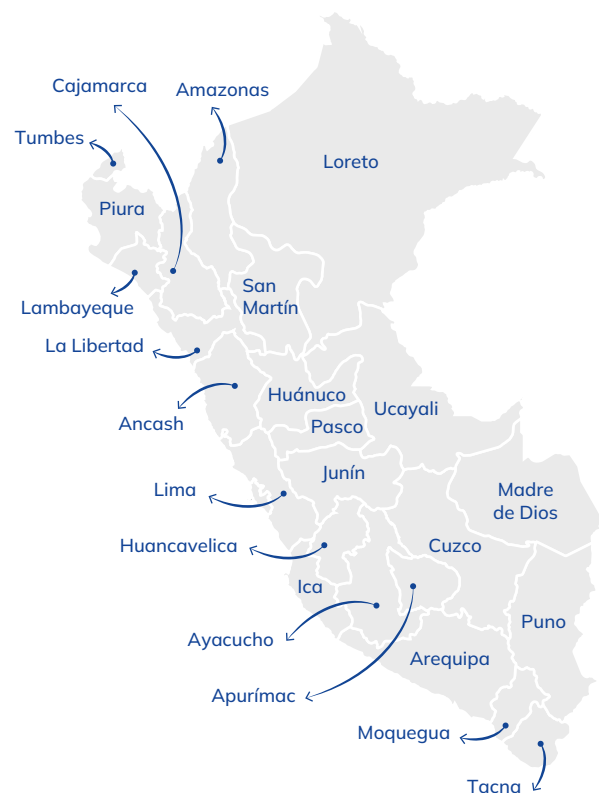 Cajamarca
Amazonas
Tumbes
Loreto
Piura
San
Martín
Lambayeque
La Libertad
Huánuco
Ucayali
Ancash
Pasco
Junín
Lima
Madre
de Dios
Huancavelica
Cuzco
Ica
Puno
Ayacucho
Arequipa
Apurímac
Moquegua
Tacna